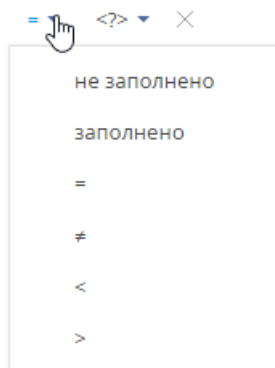 = <?>
не заполнено
заполнено
=
≠
<
>